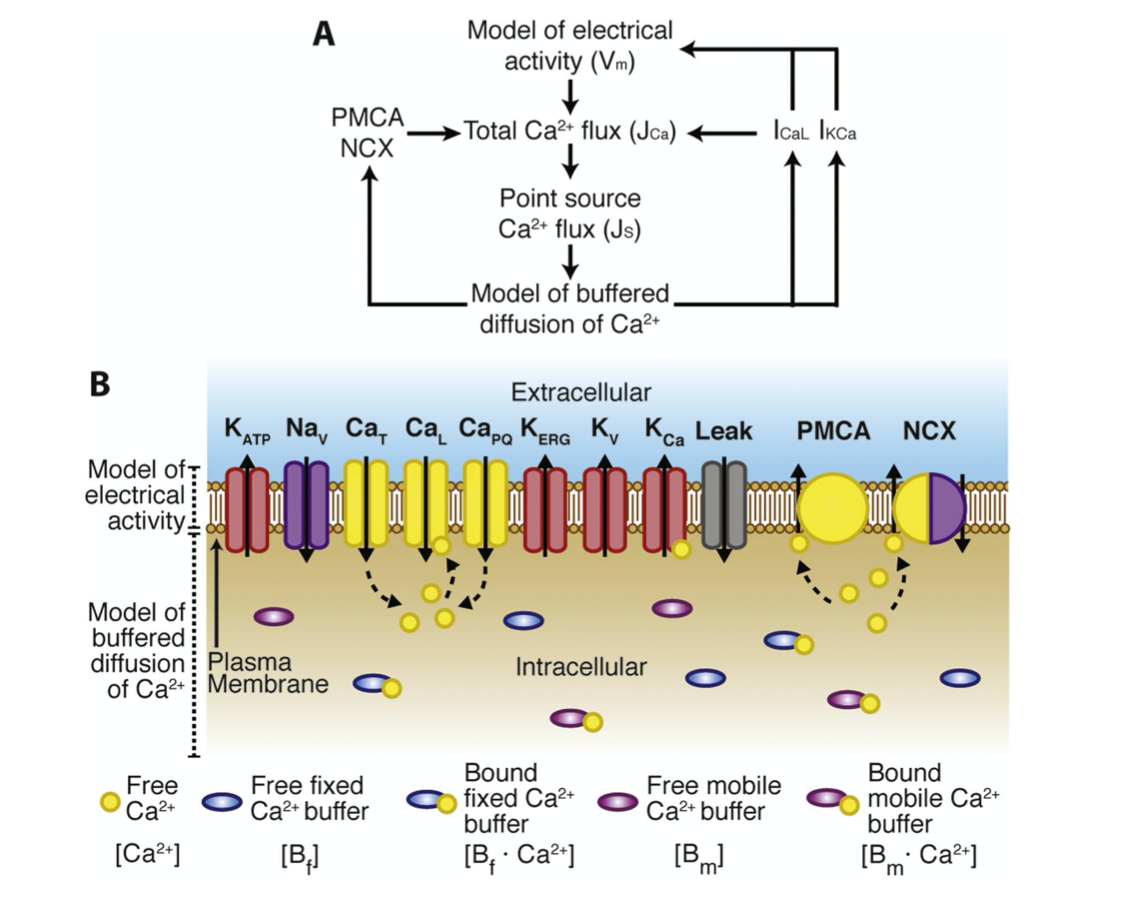 A
Model of electrical
activity (Vm)
PMCA
NCX
Total Ca²⁺ flux (JCa)
ICaL IKCa
Point source
Ca²⁺ flux (Js)
Model of buffered
diffusion of Ca²⁺
B
Extracellular
KATP NaV CaT CaL CaPQ KERG KV KCa Leak PMCA NCX
Model of
electrical
activity
Model of
buffered
diffusion
of Ca²⁺
Plasma
Membrane
Intracellular
Free
Ca²⁺
[Ca²⁺]
Free fixed
Ca²⁺ buffer
[Bf]
Bound
fixed Ca²⁺
buffer
[Bf · Ca²⁺]
Free mobile
Ca²⁺ buffer
[Bm]
Bound
mobile Ca²⁺
buffer
[Bm · Ca²⁺]